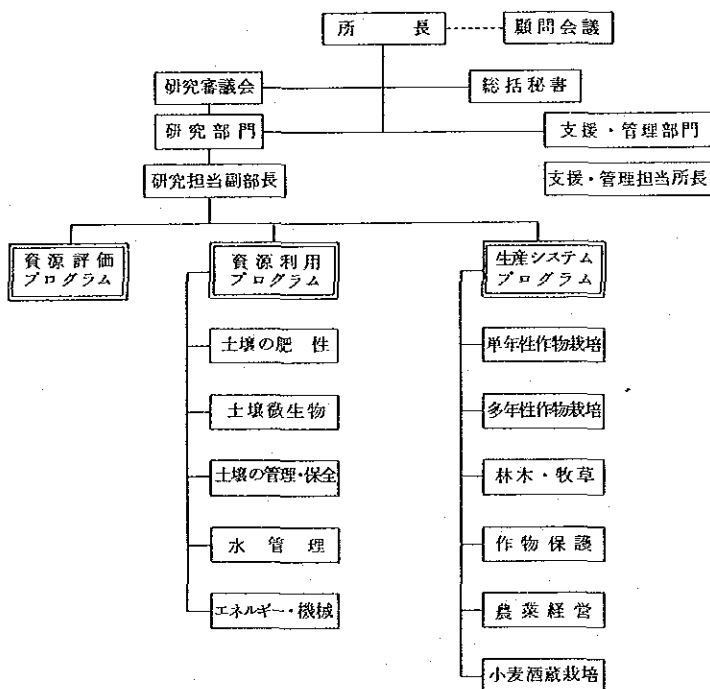 所長
顧問会議
研究審議会
総括秘書
研究部門
支援・管理部門
研究担当副部長
支援・管理担当所長
資源評価
プログラム
資源利用
プログラム
生産システム
プログラム
土壌の肥性
単年性作物栽培
土壌微生物
多年性作物栽培
土壌の管理・保全
林木・牧草
水管理
作物保護
エネルギー・機械
農業経営
小麦酒蔵栽培